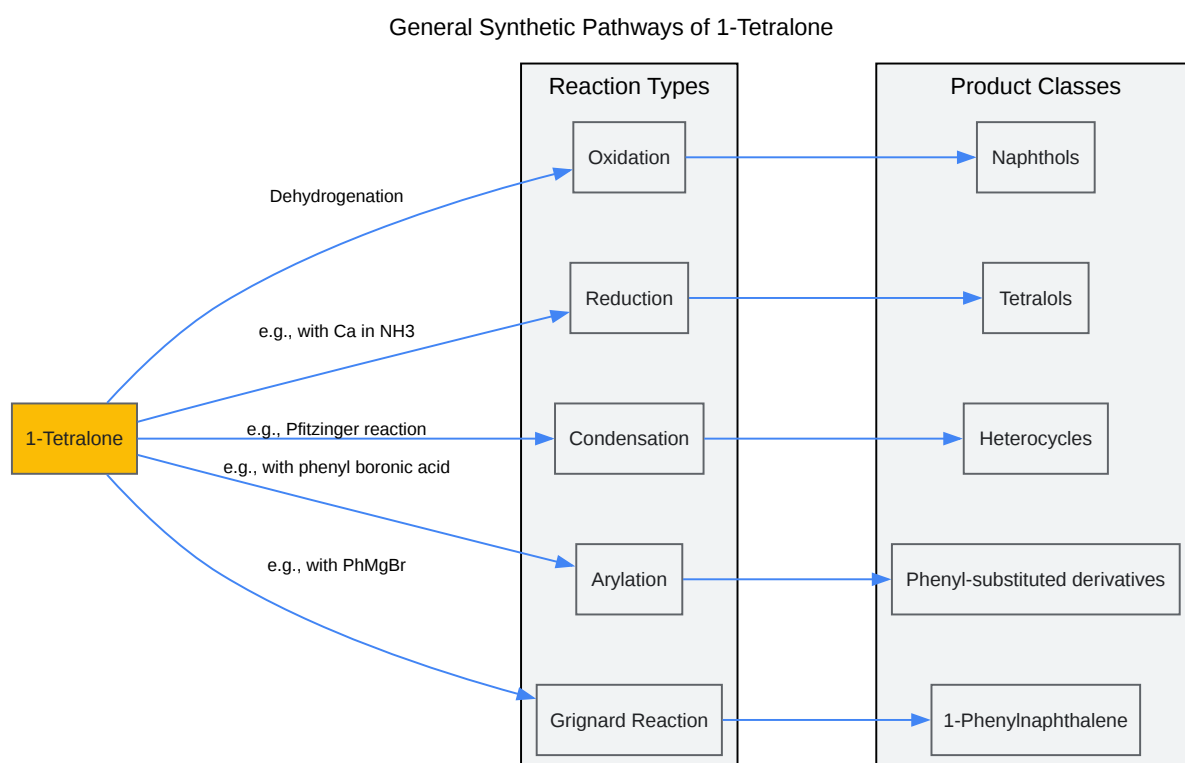 General Synthetic Pathways of 1-Tetralone
Reaction Types
Product Classes
Oxidation
Naphthols
Dehydrogenation
Reduction
Tetralols
e.g., with Ca in NH3
1-Tetralone
e.g., Pfitzinger reaction
Condensation
Heterocycles
e.g., with phenyl boronic acid
e.g., with PhMgBr
Arylation
Phenyl-substituted derivatives
Grignard Reaction
1-Phenylnaphthalene